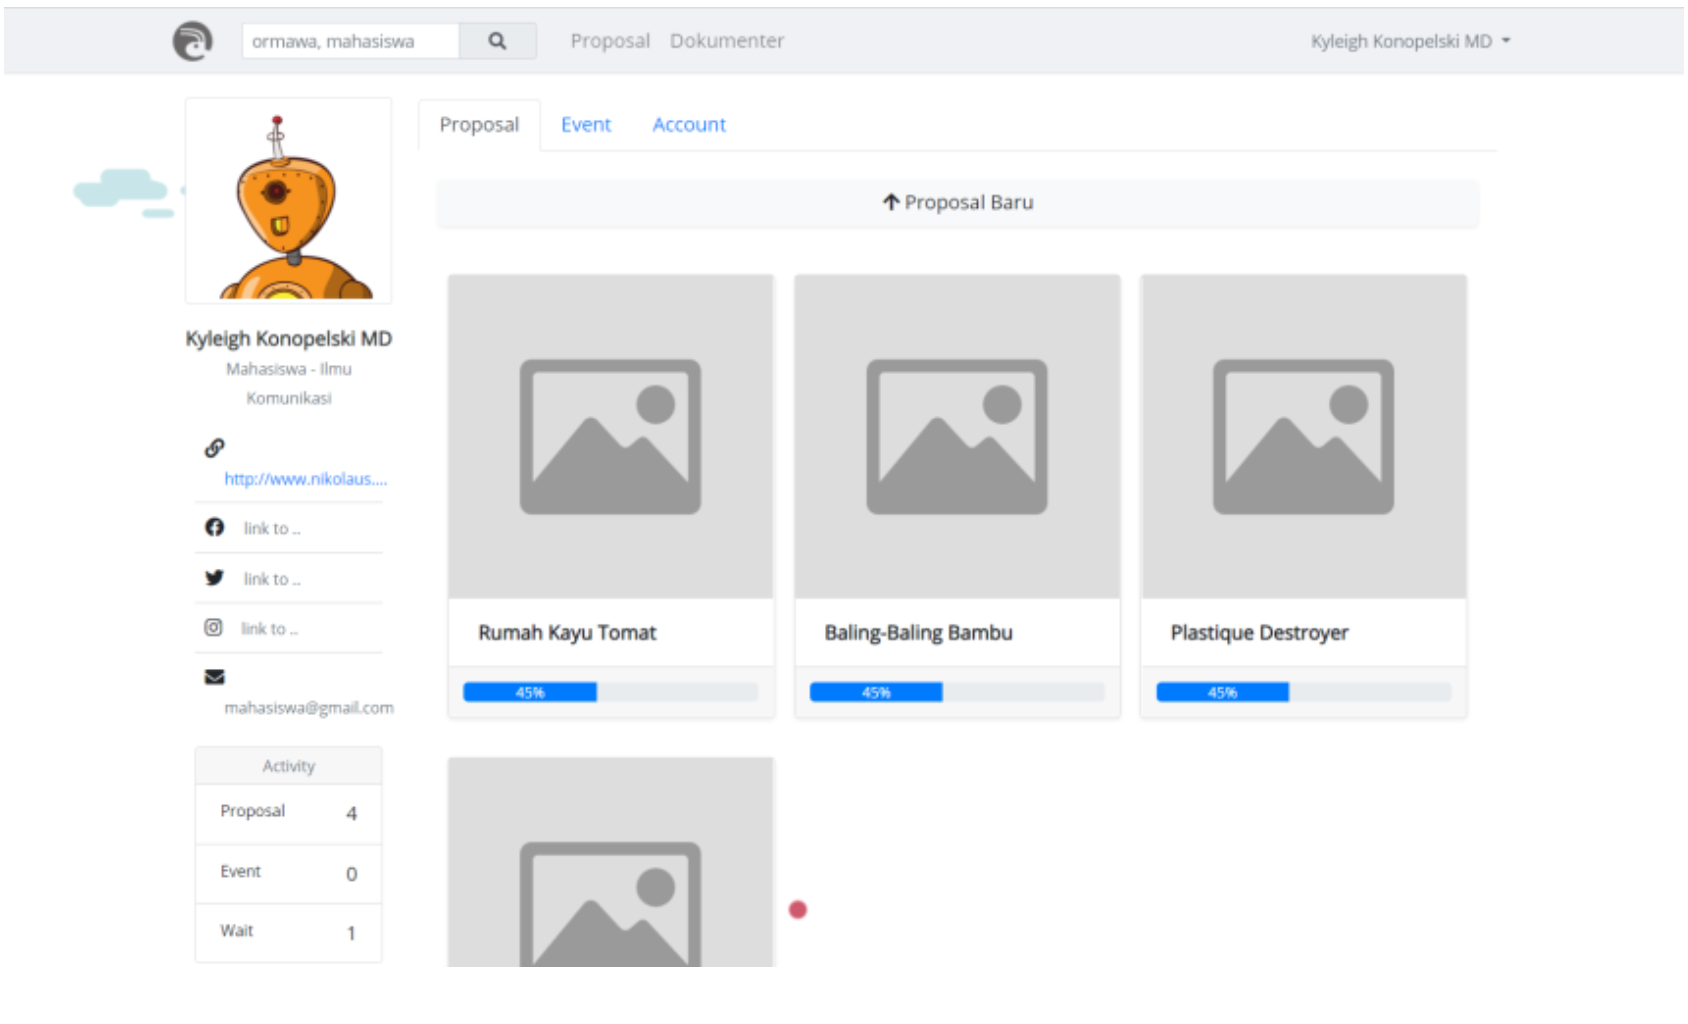 ormawa, mahasiswa
Proposal Dokumenter
Kyleigh Konopelski MD
Proposal Event Account
Proposal Baru
Kyleigh Konopelski MD
Mahasiswa - Ilmu
Komunikasi
http://www.nikolaus....
link to ..
link to ..
link to ..
mahasiswa@gmail.com
Activity
Proposal 4
Event 0
Wait 1
Rumah Kayu Tomat
45%
Baling-Baling Bambu
45%
Plastique Destroyer
45%